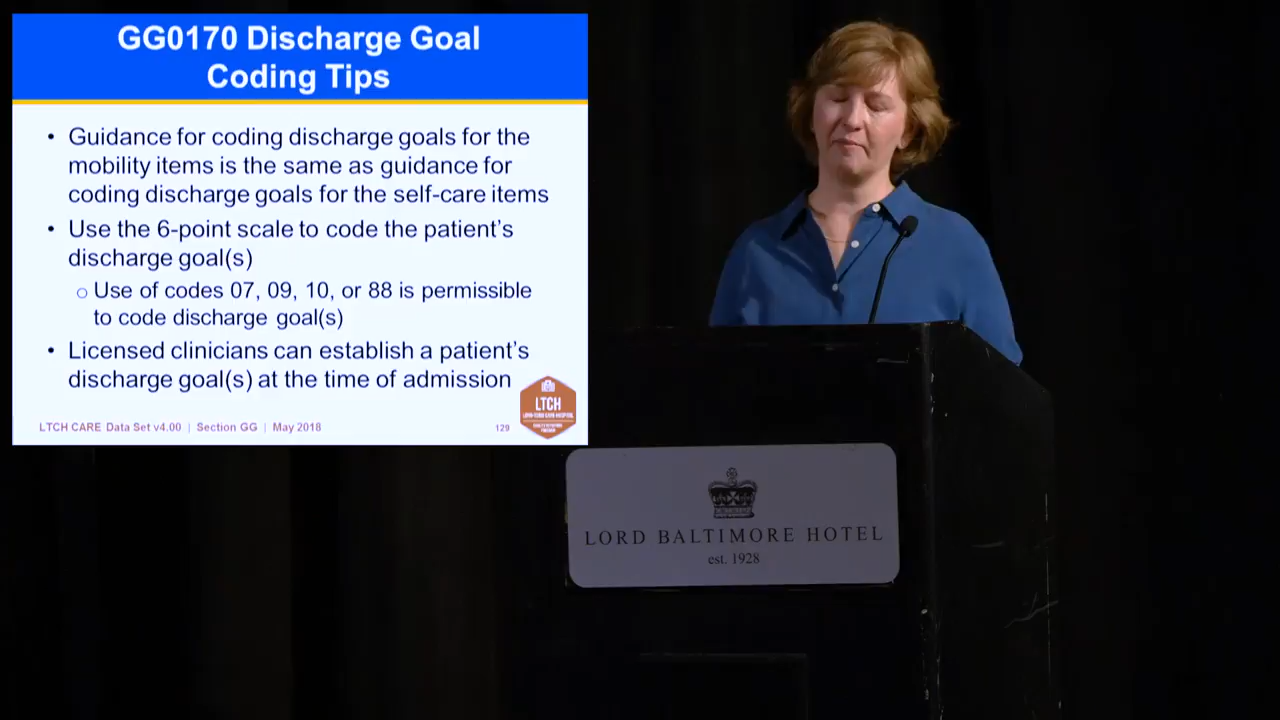 GG0170 Discharge Goal
Coding Tips
• Guidance for coding discharge goals for the
mobility items is the same as guidance for
coding discharge goals for the self-care items
• Use the 6-point scale to code the patient's
discharge goal(s)
○ Use of codes 07, 09, 10, or 88 is permissible
to code discharge goal(s)
• Licensed clinicians can establish a patient's
discharge goal(s) at the time of admission
LTCH CARE Data Set v4.00 | Section GG | May 2018
129
LTCH
LONG-TERM CARE HOSPITAL
LORD BALTIMORE HOTEL
est. 1928